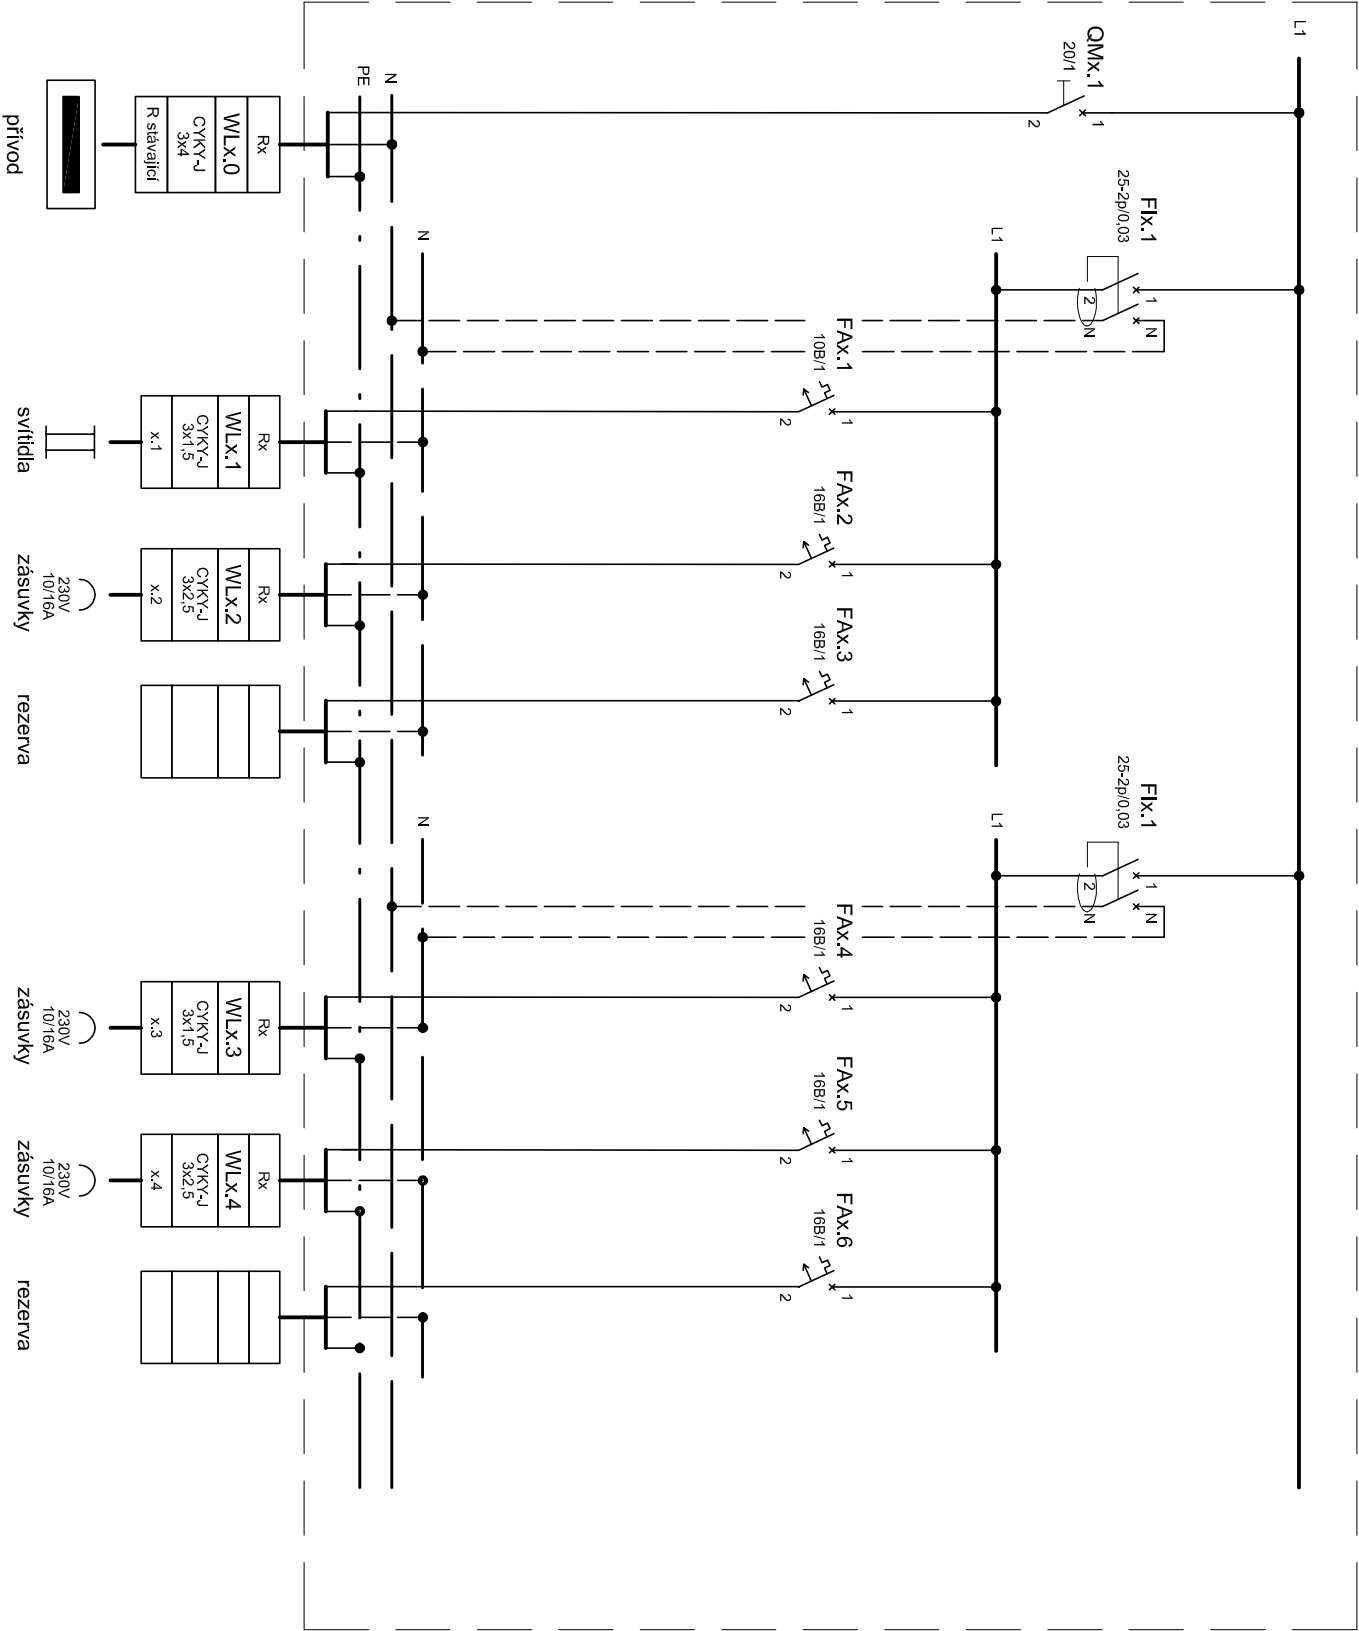 L1
QMx.1
20/1
1
2
FIx.1
25-2p/0,03
1
N
2
N
L1
FAx.1
10B/1
1
2
FAx.2
16B/1
1
2
FAx.3
16B/1
1
2
FIx.1
25-2p/0,03
1
N
2
N
L1
FAx.4
16B/1
1
2
FAx.5
16B/1
1
2
FAx.6
16B/1
1
2
N
N
N
PE
Rx
WLx.0
CYKY-J
3x4
R stávající
přívod
Rx
WLx.1
CYKY-J
3x1,5
x.1
svítidla
Rx
WLx.2
CYKY-J
3x2,5
x.2
230V
10/16A
zásuvky
rezerva
Rx
WLx.3
CYKY-J
3x1,5
x.3
230V
10/16A
zásuvky
Rx
WLx.4
CYKY-J
3x2,5
x.4
230V
10/16A
zásuvky
rezerva